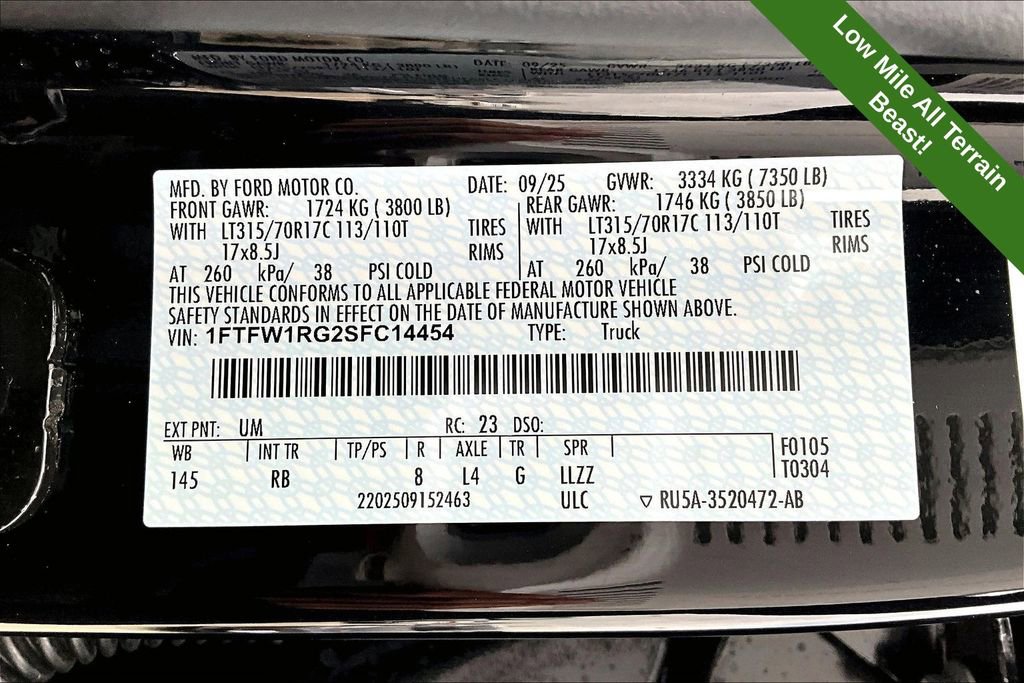 Low Mile All Terrain
Beast!
MFD. BY FORD MOTOR CO. DATE: 09/25 GVWR: 3334 KG ( 7350 LB)
FRONT GAWR: 1724 KG ( 3800 LB) REAR GAWR: 1746 KG ( 3850 LB)
WITH LT315/70R17C 113/110T TIRES WITH LT315/70R17C 113/110T TIRES
17x8.5J RIMS 17x8.5J RIMS
AT 260 kPa/ 38 PSI COLD AT 260 kPa/ 38 PSI COLD
THIS VEHICLE CONFORMS TO ALL APPLICABLE FEDERAL MOTOR VEHICLE
SAFETY STANDARDS IN EFFECT ON THE DATE OF MANUFACTURE SHOWN ABOVE.
VIN: 1FTFW1RG2SFC14454 TYPE: Truck
EXT PNT: UM RC: 23 DSO:
WB INT TR TP/PS R AXLE TR SPR F0105
145 RB 8 L4 G LLZZ T0304
2202509152463 ULC ▽ RU5A-3520472-AB